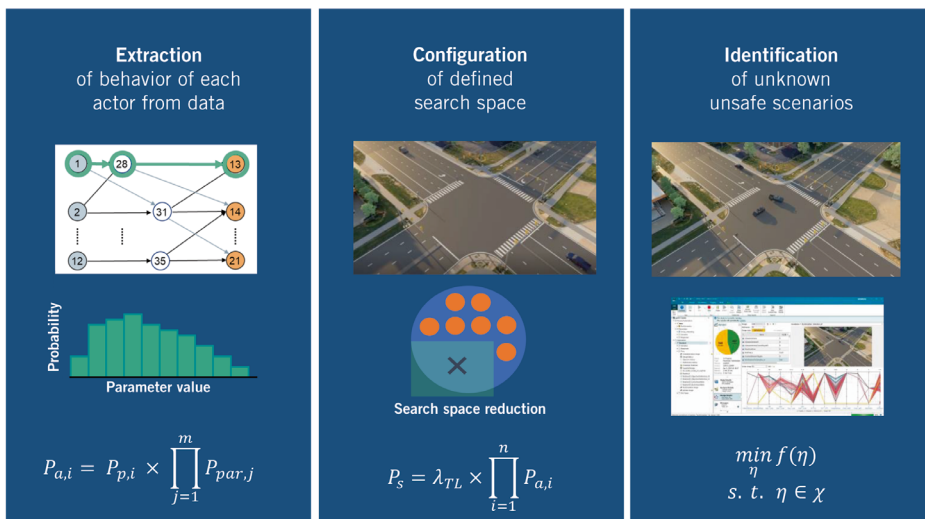 Extraction
of behavior of each
actor from data
1
28
13
2
31
14
12
35
21
Probability
Parameter value
P_{a,i} = P_{p,i} × ∏_{j=1}^{m} P_{par,j}
Configuration
of defined
search space
Search space reduction
P_s = λ_{TL} × ∏_{i=1}^{n} P_{a,i}
Identification
of unknown
unsafe scenarios
min_η f(η)
s. t. η ∈ χ